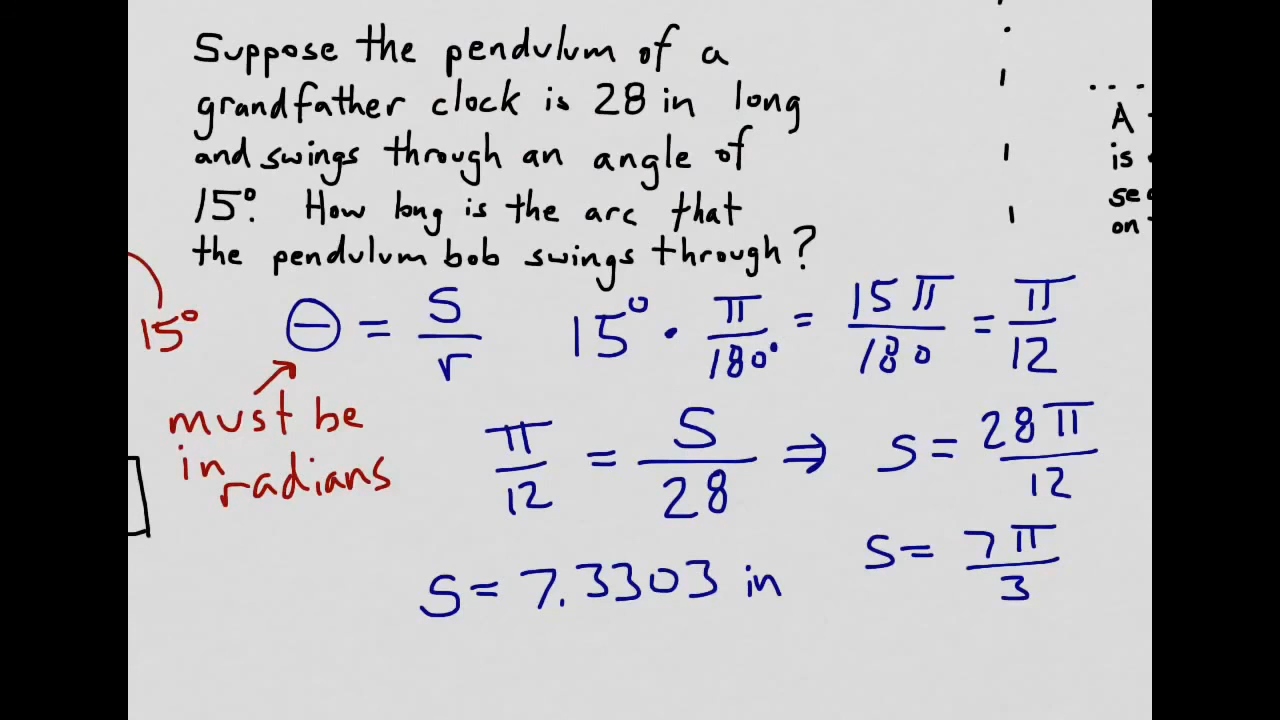 Suppose the pendulum of a
grandfather clock is 28 in long
and swings through an angle of
15°. How long is the arc that
the pendulum bob swings through?
15°
Θ = S/r
15° · π/180° = 15π/180 = π/12
must be
in
radians
π/12 = S/28 ⇒ S = 28π/12
S = 7π/3
S = 7.3303 in
A
is
on